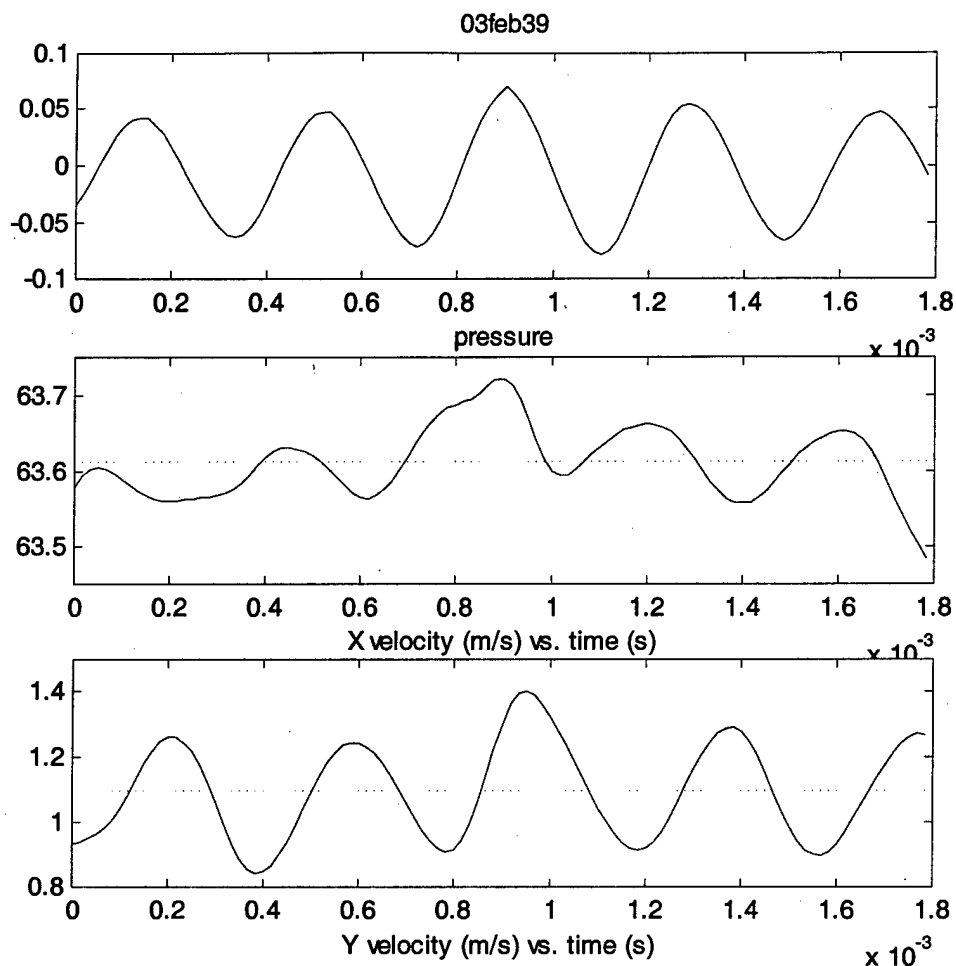 03feb39
0.1
0.05
0
-0.05
-0.1
0 0.2 0.4 0.6 0.8 1 1.2 1.4 1.6 1.8
pressure
x 10^-3
63.7
63.6
63.5
0 0.2 0.4 0.6 0.8 1 1.2 1.4 1.6 1.8
X velocity (m/s) vs. time (s)
x 10^-3
1.4
1.2
1
0.8
0 0.2 0.4 0.6 0.8 1 1.2 1.4 1.6 1.8
Y velocity (m/s) vs. time (s)
x 10^-3